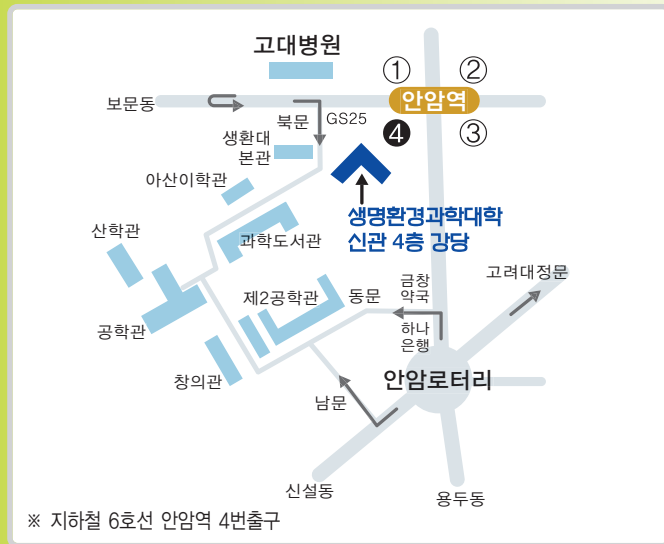 고대병원
①
②
안암역
보문동
북문
GS25
④
③
생환대
본관
아산이학관
생명환경과학대학
신관 4층 강당
산학관
과학도서관
고려대정문
금창
약국
제2공학관
동문
공학관
하나
은행
창의관
안암로터리
남문
신설동
용두동
※ 지하철 6호선 안암역 4번출구